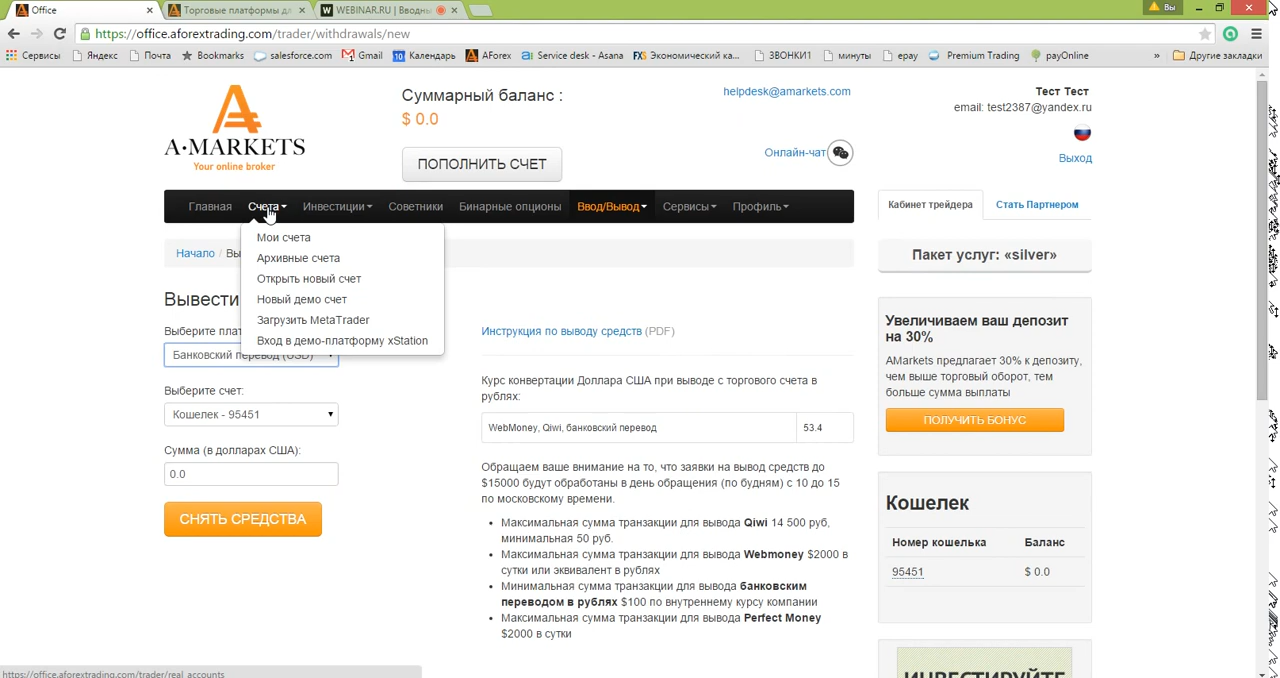 Office
Торговые платформы дл
WEBINAR.RU | Вводны
Вы
https://office.aforextrading.com/trader/withdrawals/new
Сервисы Яндекс Почта Bookmarks salesforce.com Gmail 10 Календарь AForex Service desk - Asana FXS Экономический ка... ЗВОНКИ1 минуты epay Premium Trading payOnline » Другие закладки
A·MARKETS
Your online broker
Суммарный баланс :
$ 0.0
ПОПОЛНИТЬ СЧЕТ
helpdesk@amarkets.com
Онлайн-чат
Тест Тест
email: test2387@yandex.ru
Выход
Главная Счета Инвестиции Советники Бинарные опционы Ввод/Вывод Сервисы Профиль
Кабинет трейдера Стать Партнером
Мои счета
Архивные счета
Открыть новый счет
Новый демо счет
Загрузить MetaTrader
Вход в демо-платформу xStation
Начало / Вы
Вывести
Выберите плат
Банковский перевод (USD)
Выберите счет:
Кошелек - 95451
Сумма (в долларах США):
0.0
СНЯТЬ СРЕДСТВА
Инструкция по выводу средств (PDF)
Курс конвертации Доллара США при выводе с торгового счета в
рублях:
WebMoney, Qiwi, банковский перевод 53.4
Обращаем ваше внимание на то, что заявки на вывод средств до
$15000 будут обработаны в день обращения (по будням) с 10 до 15
по московскому времени.
• Максимальная сумма транзакции для вывода Qiwi 14 500 руб,
минимальная 50 руб.
• Максимальная сумма транзакции для вывода Webmoney $2000 в
сутки или эквивалент в рублях
• Минимальная сумма транзакции для вывода банковским
переводом в рублях $100 по внутреннему курсу компании
• Максимальная сумма транзакции для вывода Perfect Money
$2000 в сутки
Пакет услуг: «silver»
Увеличиваем ваш депозит
на 30%
AMarkets предлагает 30% к депозиту,
чем выше торговый оборот, тем
больше сумма выплаты
ПОЛУЧИТЬ БОНУС
Кошелек
Номер кошелька Баланс
95451 $ 0.0
ИНВЕСТИРУЙТЕ
https://office.aforextrading.com/trader/real_accounts